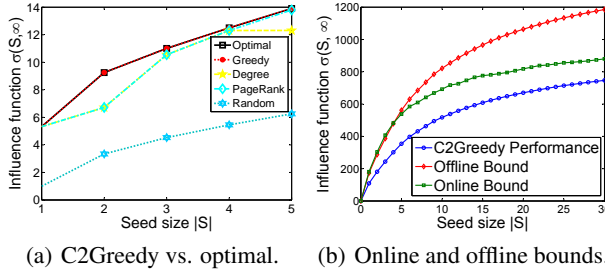 Influence function σ(S,∞)
14
12
10
8
6
4
2
0
1
2
3
4
5
Seed size |S|
Optimal
Greedy
Degree
PageRank
Random
(a) C2Greedy vs. optimal.
Influence function σ(S, ∞)
1200
1000
800
600
400
200
0
0
5
10
15
20
25
30
Seed size |S|
C2Greedy Performance
Offline Bound
Online Bound
(b) Online and offline bounds.